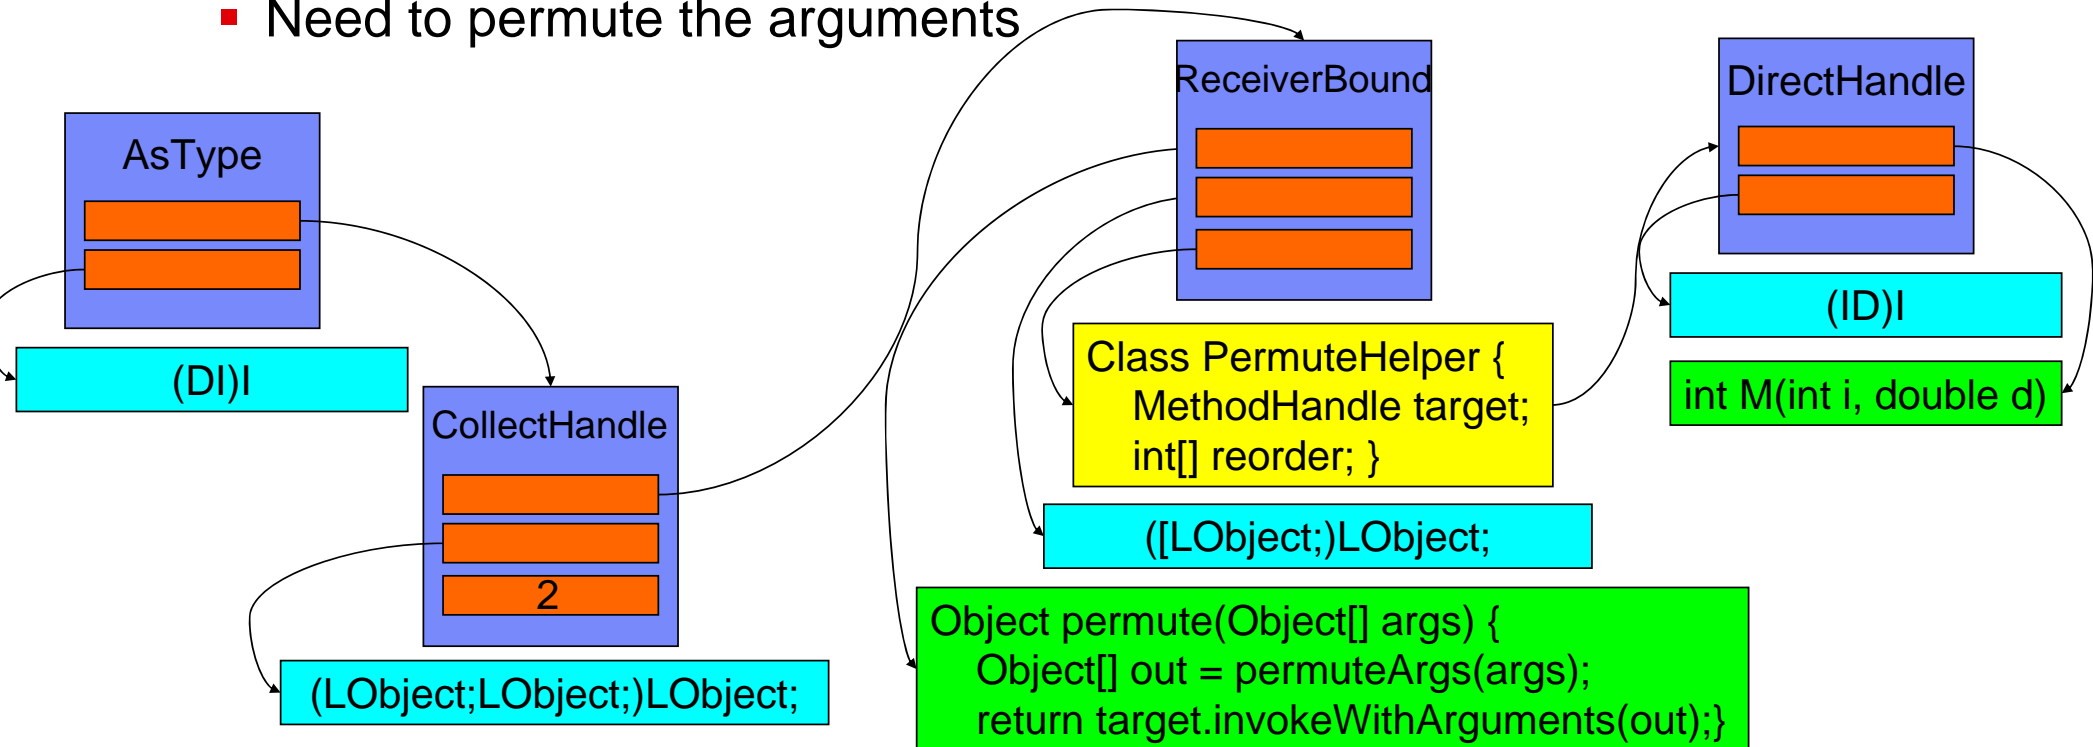 Need to permute the arguments
AsType
(DI)I
CollectHandle
2
(LObject;LObject;)LObject;
ReceiverBound
Class PermuteHelper {
MethodHandle target;
int[] reorder; }
([LObject;)LObject;
Object permute(Object[] args) {
Object[] out = permuteArgs(args);
return target.invokeWithArguments(out);}
DirectHandle
(ID)I
int M(int i, double d)